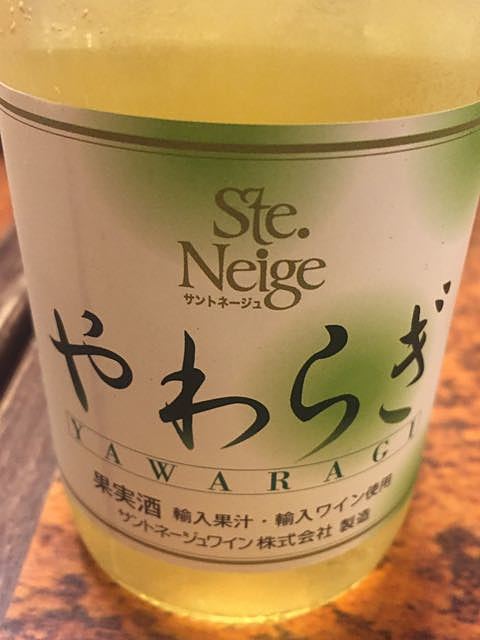 Ste.
Neige
サントネージュ
やわらぎ
YAWARAGI
果実酒 輸入果汁・輸入ワイン使用
サントネージュワイン株式会社 製造